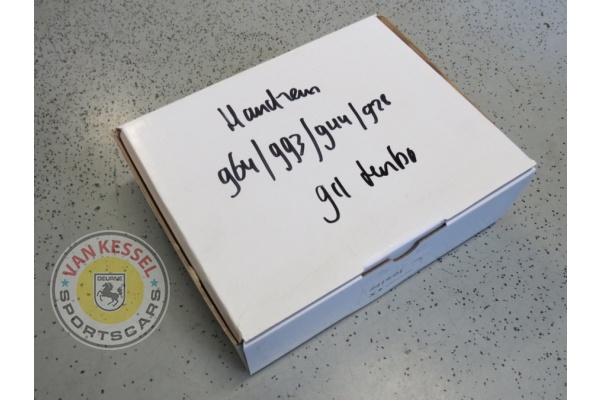 Handrem
964/993/944/928
911 turbo
VAN KESSEL
DEURNE
SPORTSCARS